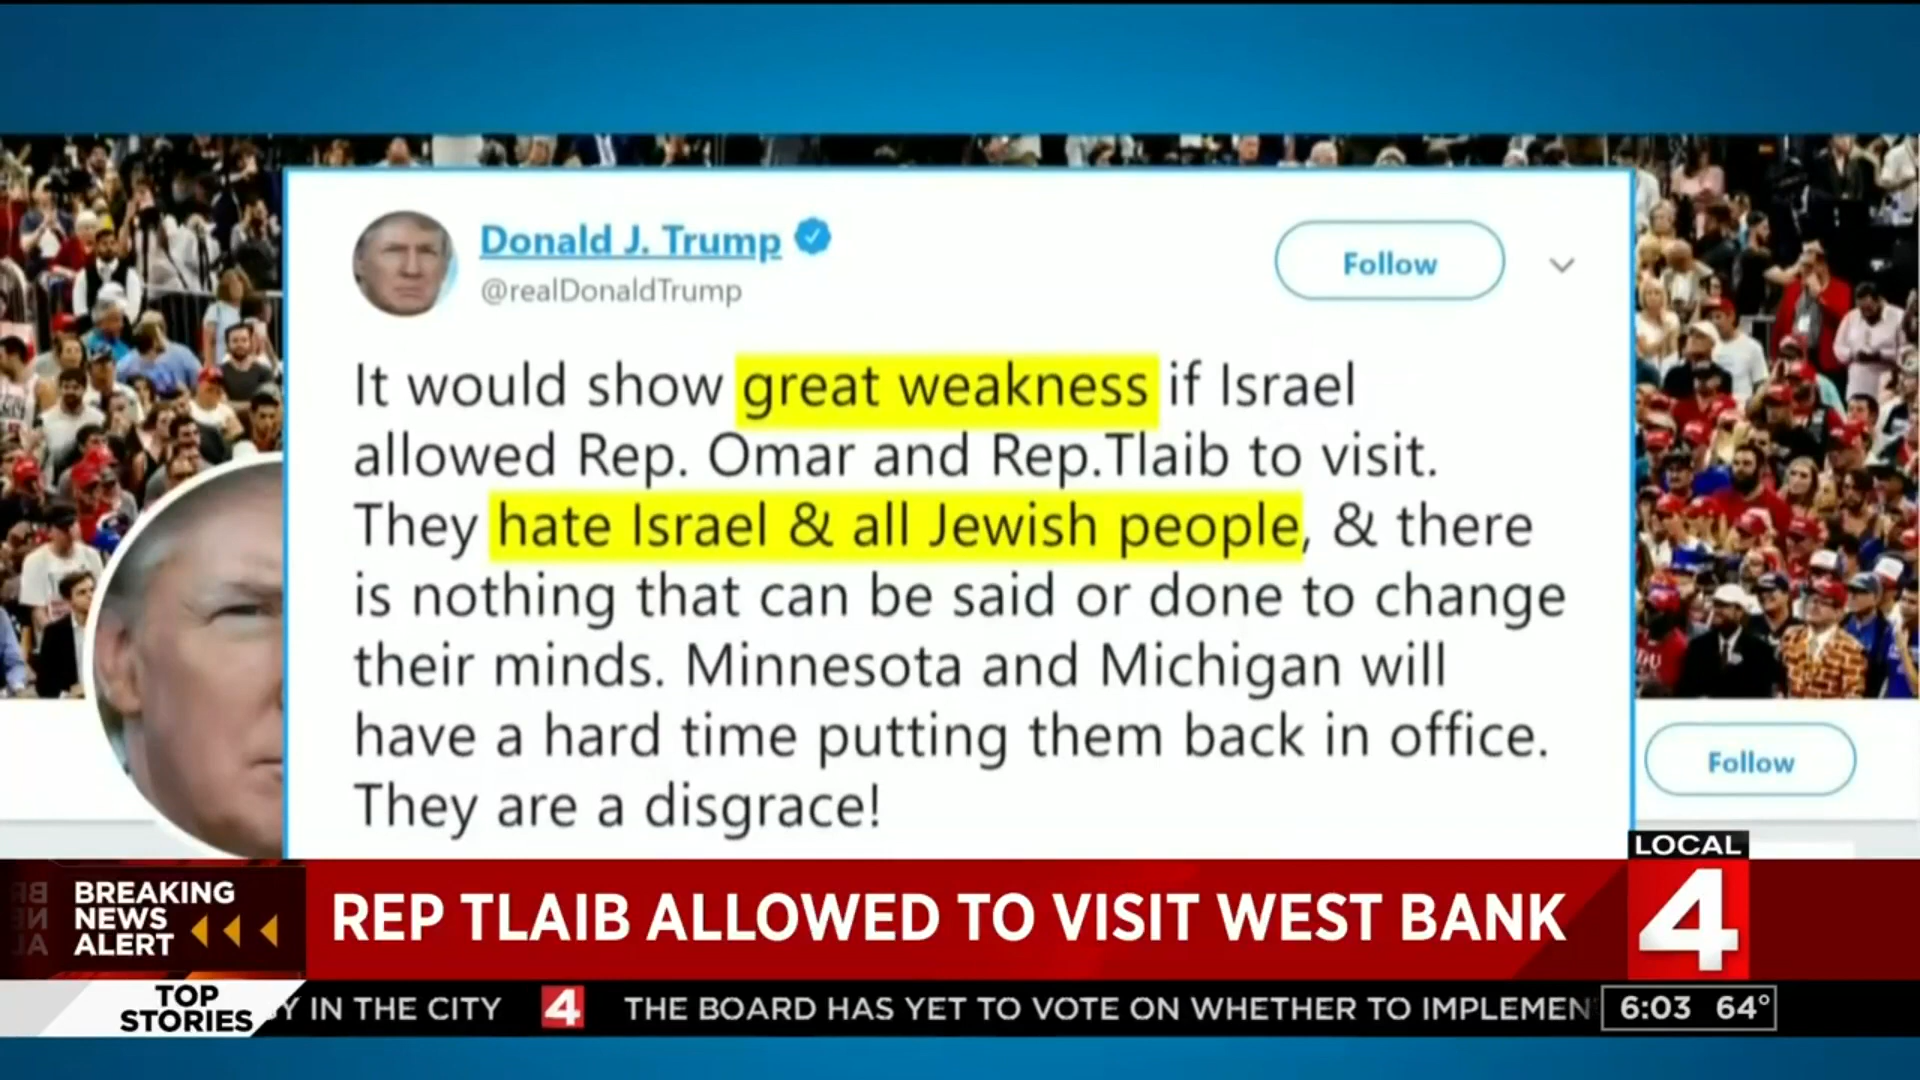 Donald J. Trump
@realDonaldTrump
Follow
It would show great weakness if Israel
allowed Rep. Omar and Rep.Tlaib to visit.
They hate Israel & all Jewish people, & there
is nothing that can be said or done to change
their minds. Minnesota and Michigan will
have a hard time putting them back in office.
They are a disgrace!
Follow
LOCAL
4
BREAKING
NEWS
ALERT
REP TLAIB ALLOWED TO VISIT WEST BANK
TOP
STORIES
Y IN THE CITY 4 THE BOARD HAS YET TO VOTE ON WHETHER TO IMPLEMEN
6:03 64°